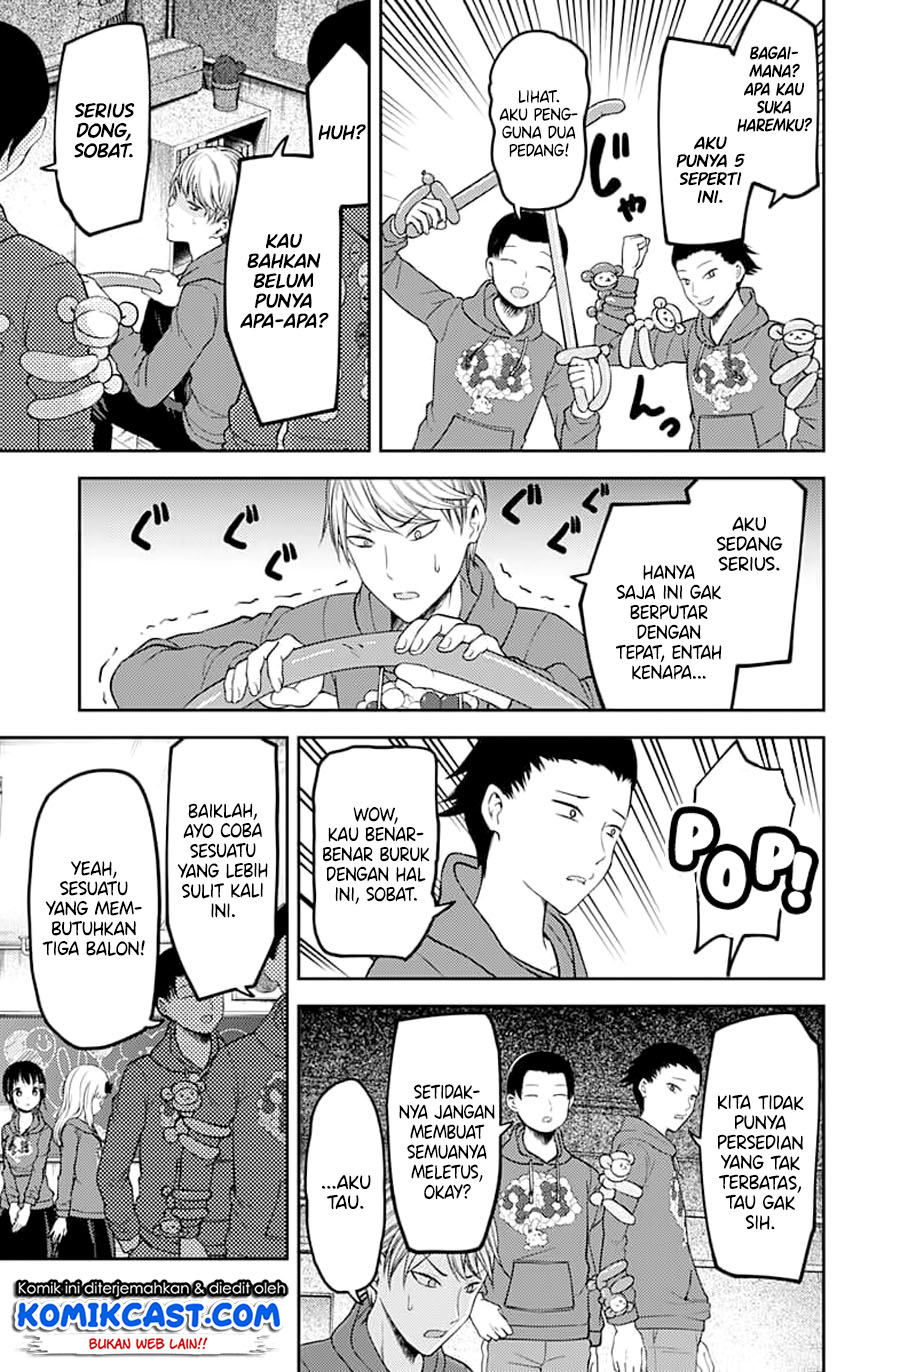 BAGAI-
MANA?
APA KAU
SUKA
HAREMKU?
AKU
PUNYA 5
SEPERTI
INI.
LIHAT.
AKU PENG-
GUNA DUA
PEDANG!
じゃ
んっ
HUH?
KAU
BAHKAN
BELUM
PUNYA
APA-APA?
SERIUS
DONG,
SOBAT.
AKU
SEDANG
SERIUS.
HANYA
SAJA INI GAK
BERPUTAR
DENGAN
TEPAT, ENTAH
KENAPA...
ぐぐ
ぐぐ
POP!
WOW,
KAU BENAR-
BENAR BURUK
DENGAN HAL
INI, SOBAT.
BAIKLAH,
AYO COBA
SESUATU
YANG LEBIH
SULIT KALI
INI.
YEAH,
SESUATU
YANG MEM-
BUTUHKAN
TIGA BALON!
KITA TIDAK
PUNYA
PERSEDIAN
YANG TAK
TERBATAS,
TAU GAK
SIH.
SETIDAK-
NYA JANGAN
MEMBUAT
SEMUANYA
MELETUS,
OKAY?
...AKU
TAU.
Komik ini diterjemahkan & diedit oleh
KOMIKCAST.COM
BUKAN WEB LAIN!!